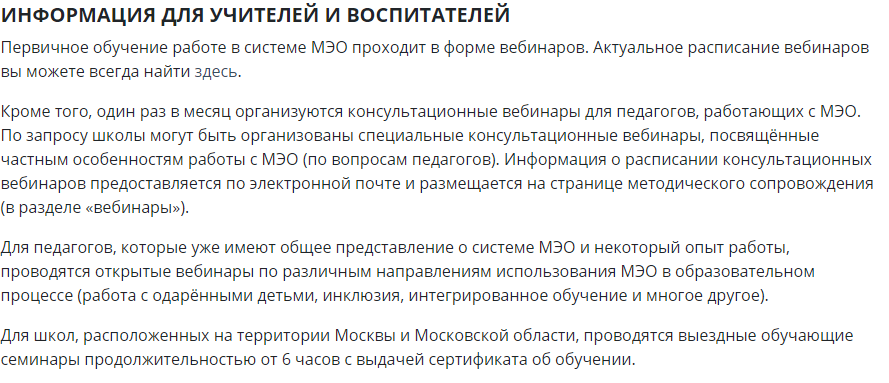 ИНФОРМАЦИЯ ДЛЯ УЧИТЕЛЕЙ И ВОСПИТАТЕЛЕЙ
Первичное обучение работе в системе МЭО проходит в форме вебинаров. Актуальное расписание вебинаров
вы можете всегда найти здесь.
Кроме того, один раз в месяц организуются консультационные вебинары для педагогов, работающих с МЭО.
По запросу школы могут быть организованы специальные консультационные вебинары, посвящённые
частным особенностям работы с МЭО (по вопросам педагогов). Информация о расписании консультационных
вебинаров предоставляется по электронной почте и размещается на странице методического сопровождения
(в разделе «вебинары»).
Для педагогов, которые уже имеют общее представление о системе МЭО и некоторый опыт работы,
проводятся открытые вебинары по различным направлениям использования МЭО в образовательном
процессе (работа с одарёнными детьми, инклюзия, интегрированное обучение и многое другое).
Для школ, расположенных на территории Москвы и Московской области, проводятся выездные обучающие
семинары продолжительностью от 6 часов с выдачей сертификата об обучении.